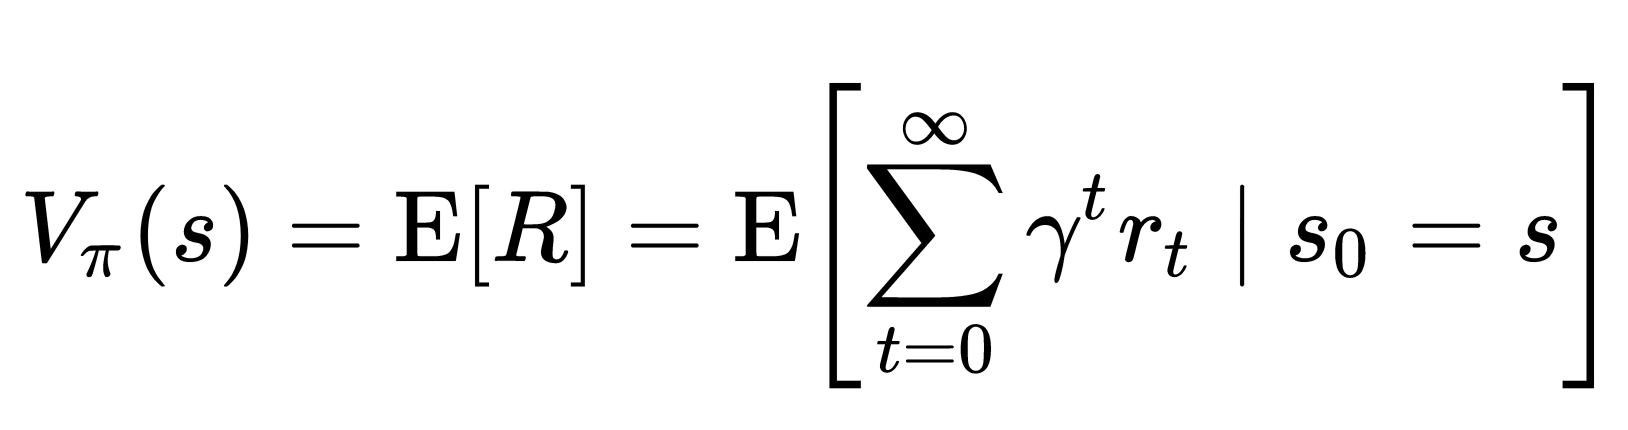 V_π(s) = E[R] = E[∑_{t=0}^{∞} γ^t r_t | s_0 = s]